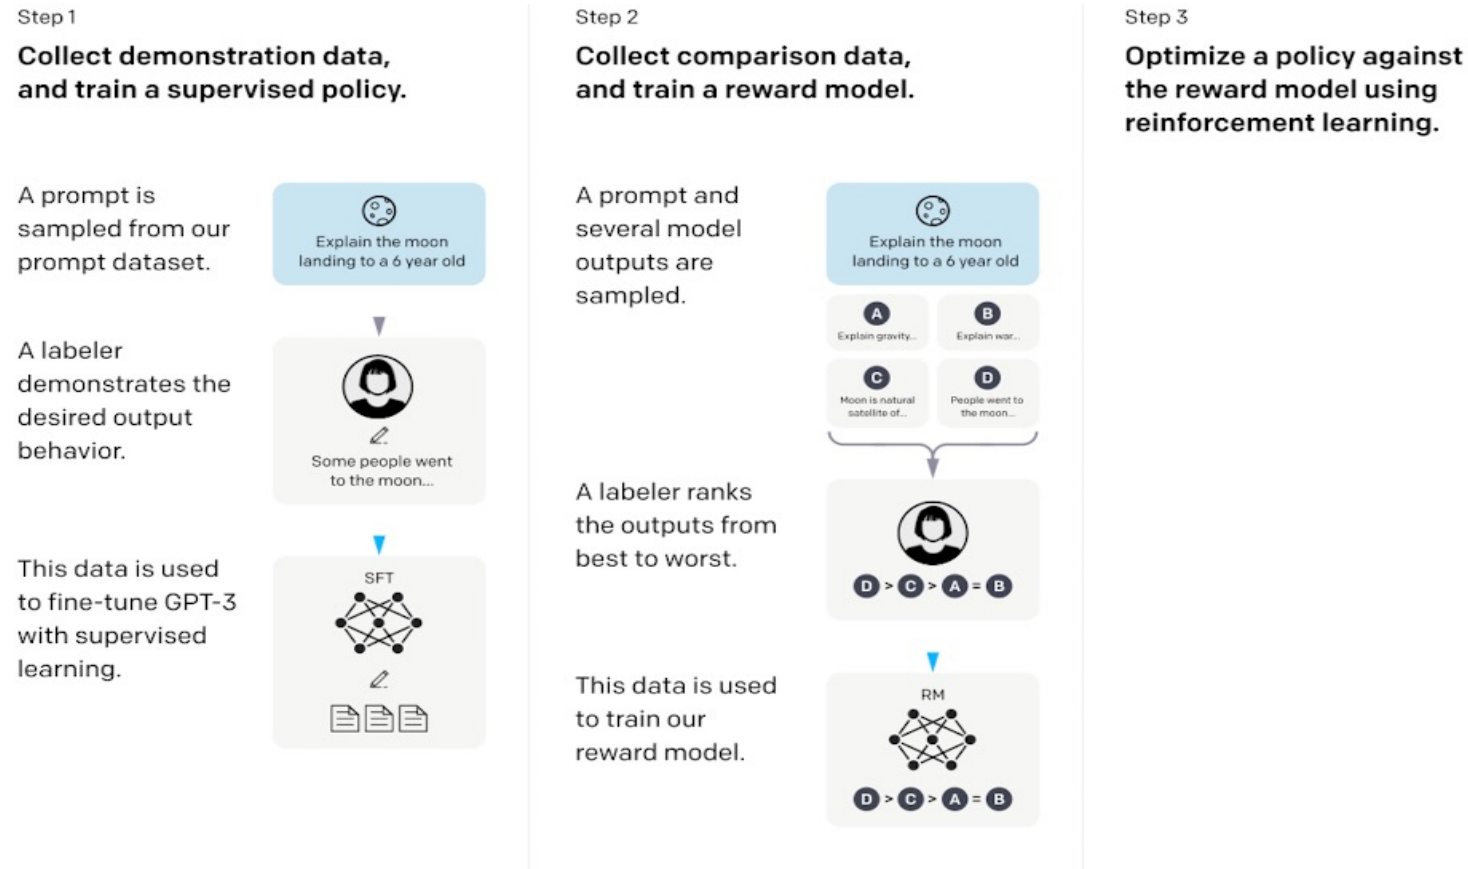 Step 1
Collect demonstration data,
and train a supervised policy.
A prompt is
sampled from our
prompt dataset.
Explain the moon
landing to a 6 year old
A labeler
demonstrates the
desired output
behavior.
Some people went
to the moon...
This data is used
to fine-tune GPT-3
with supervised
learning.
SFT
Step 2
Collect comparison data,
and train a reward model.
A prompt and
several model
outputs are
sampled.
Explain the moon
landing to a 6 year old
A
Explain gravity...
B
Explain war...
C
Moon is natural
satellite of...
D
People went to
the moon...
A labeler ranks
the outputs from
best to worst.
D > C > A = B
This data is used
to train our
reward model.
RM
D > C > A = B
Step 3
Optimize a policy against
the reward model using
reinforcement learning.